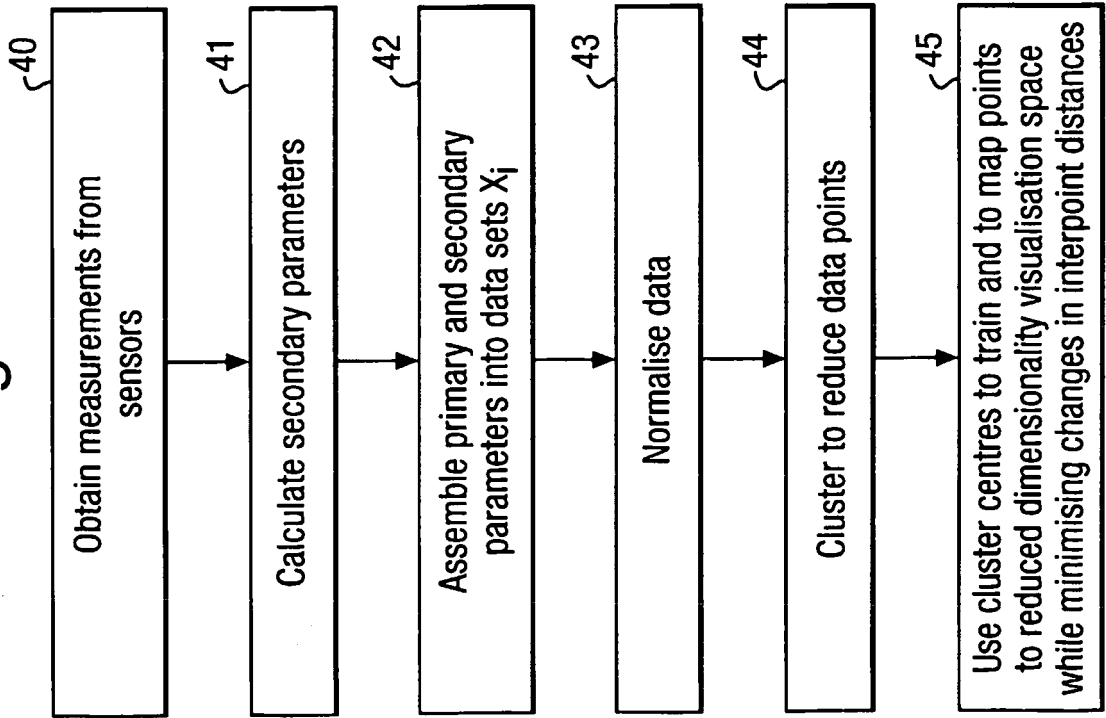 40
Obtain measurements from
sensors
41
Calculate secondary parameters
42
Assemble primary and secondary
parameters into data sets Xj
43
Normalise data
44
Cluster to reduce data points
45
Use cluster centres to train and to map points
to reduced dimensionality visualisation space
while minimising changes in interpoint distances